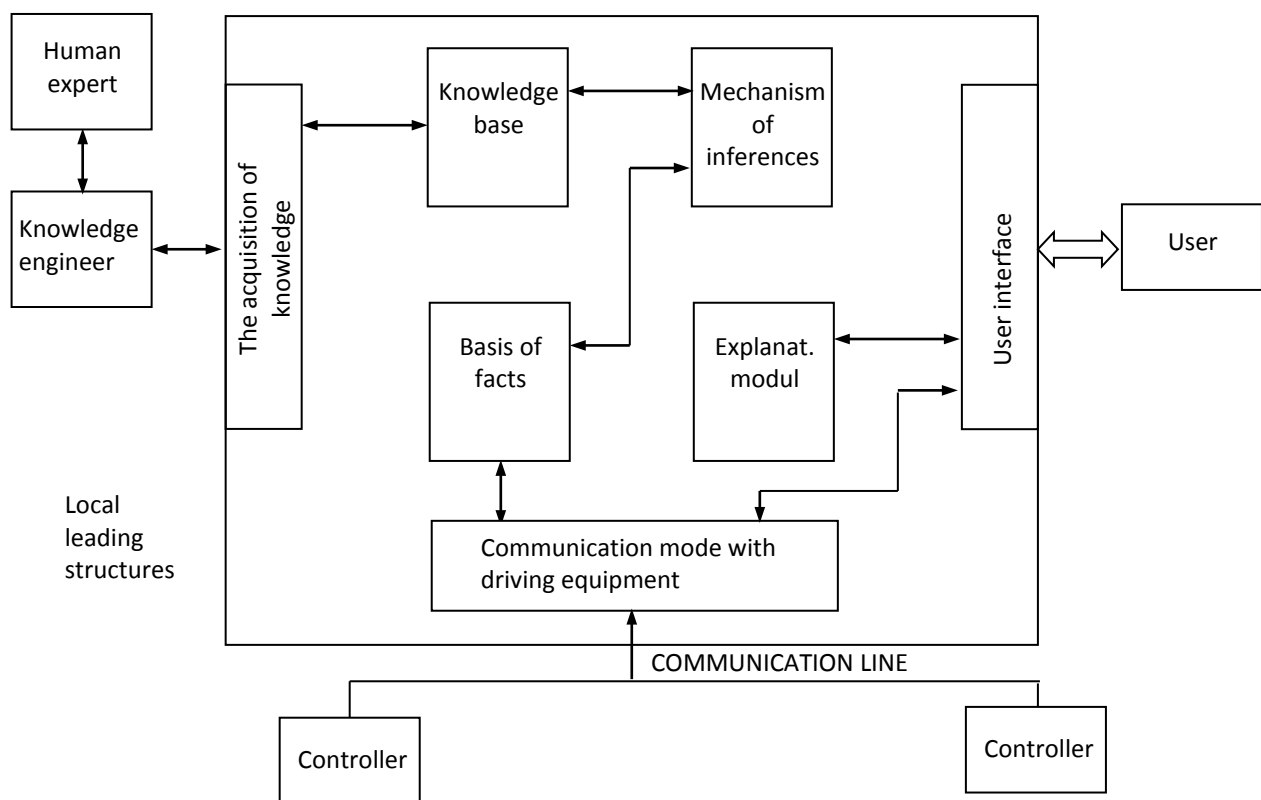 Human
expert
Knowledge
engineer
The acquisition of
knowledge
Knowledge
base
Mechanism
of
inferences
Basis of
facts
Explanat.
modul
User interface
User
Local
leading
structures
Communication mode with
driving equipment
COMMUNICATION LINE
Controller
Controller